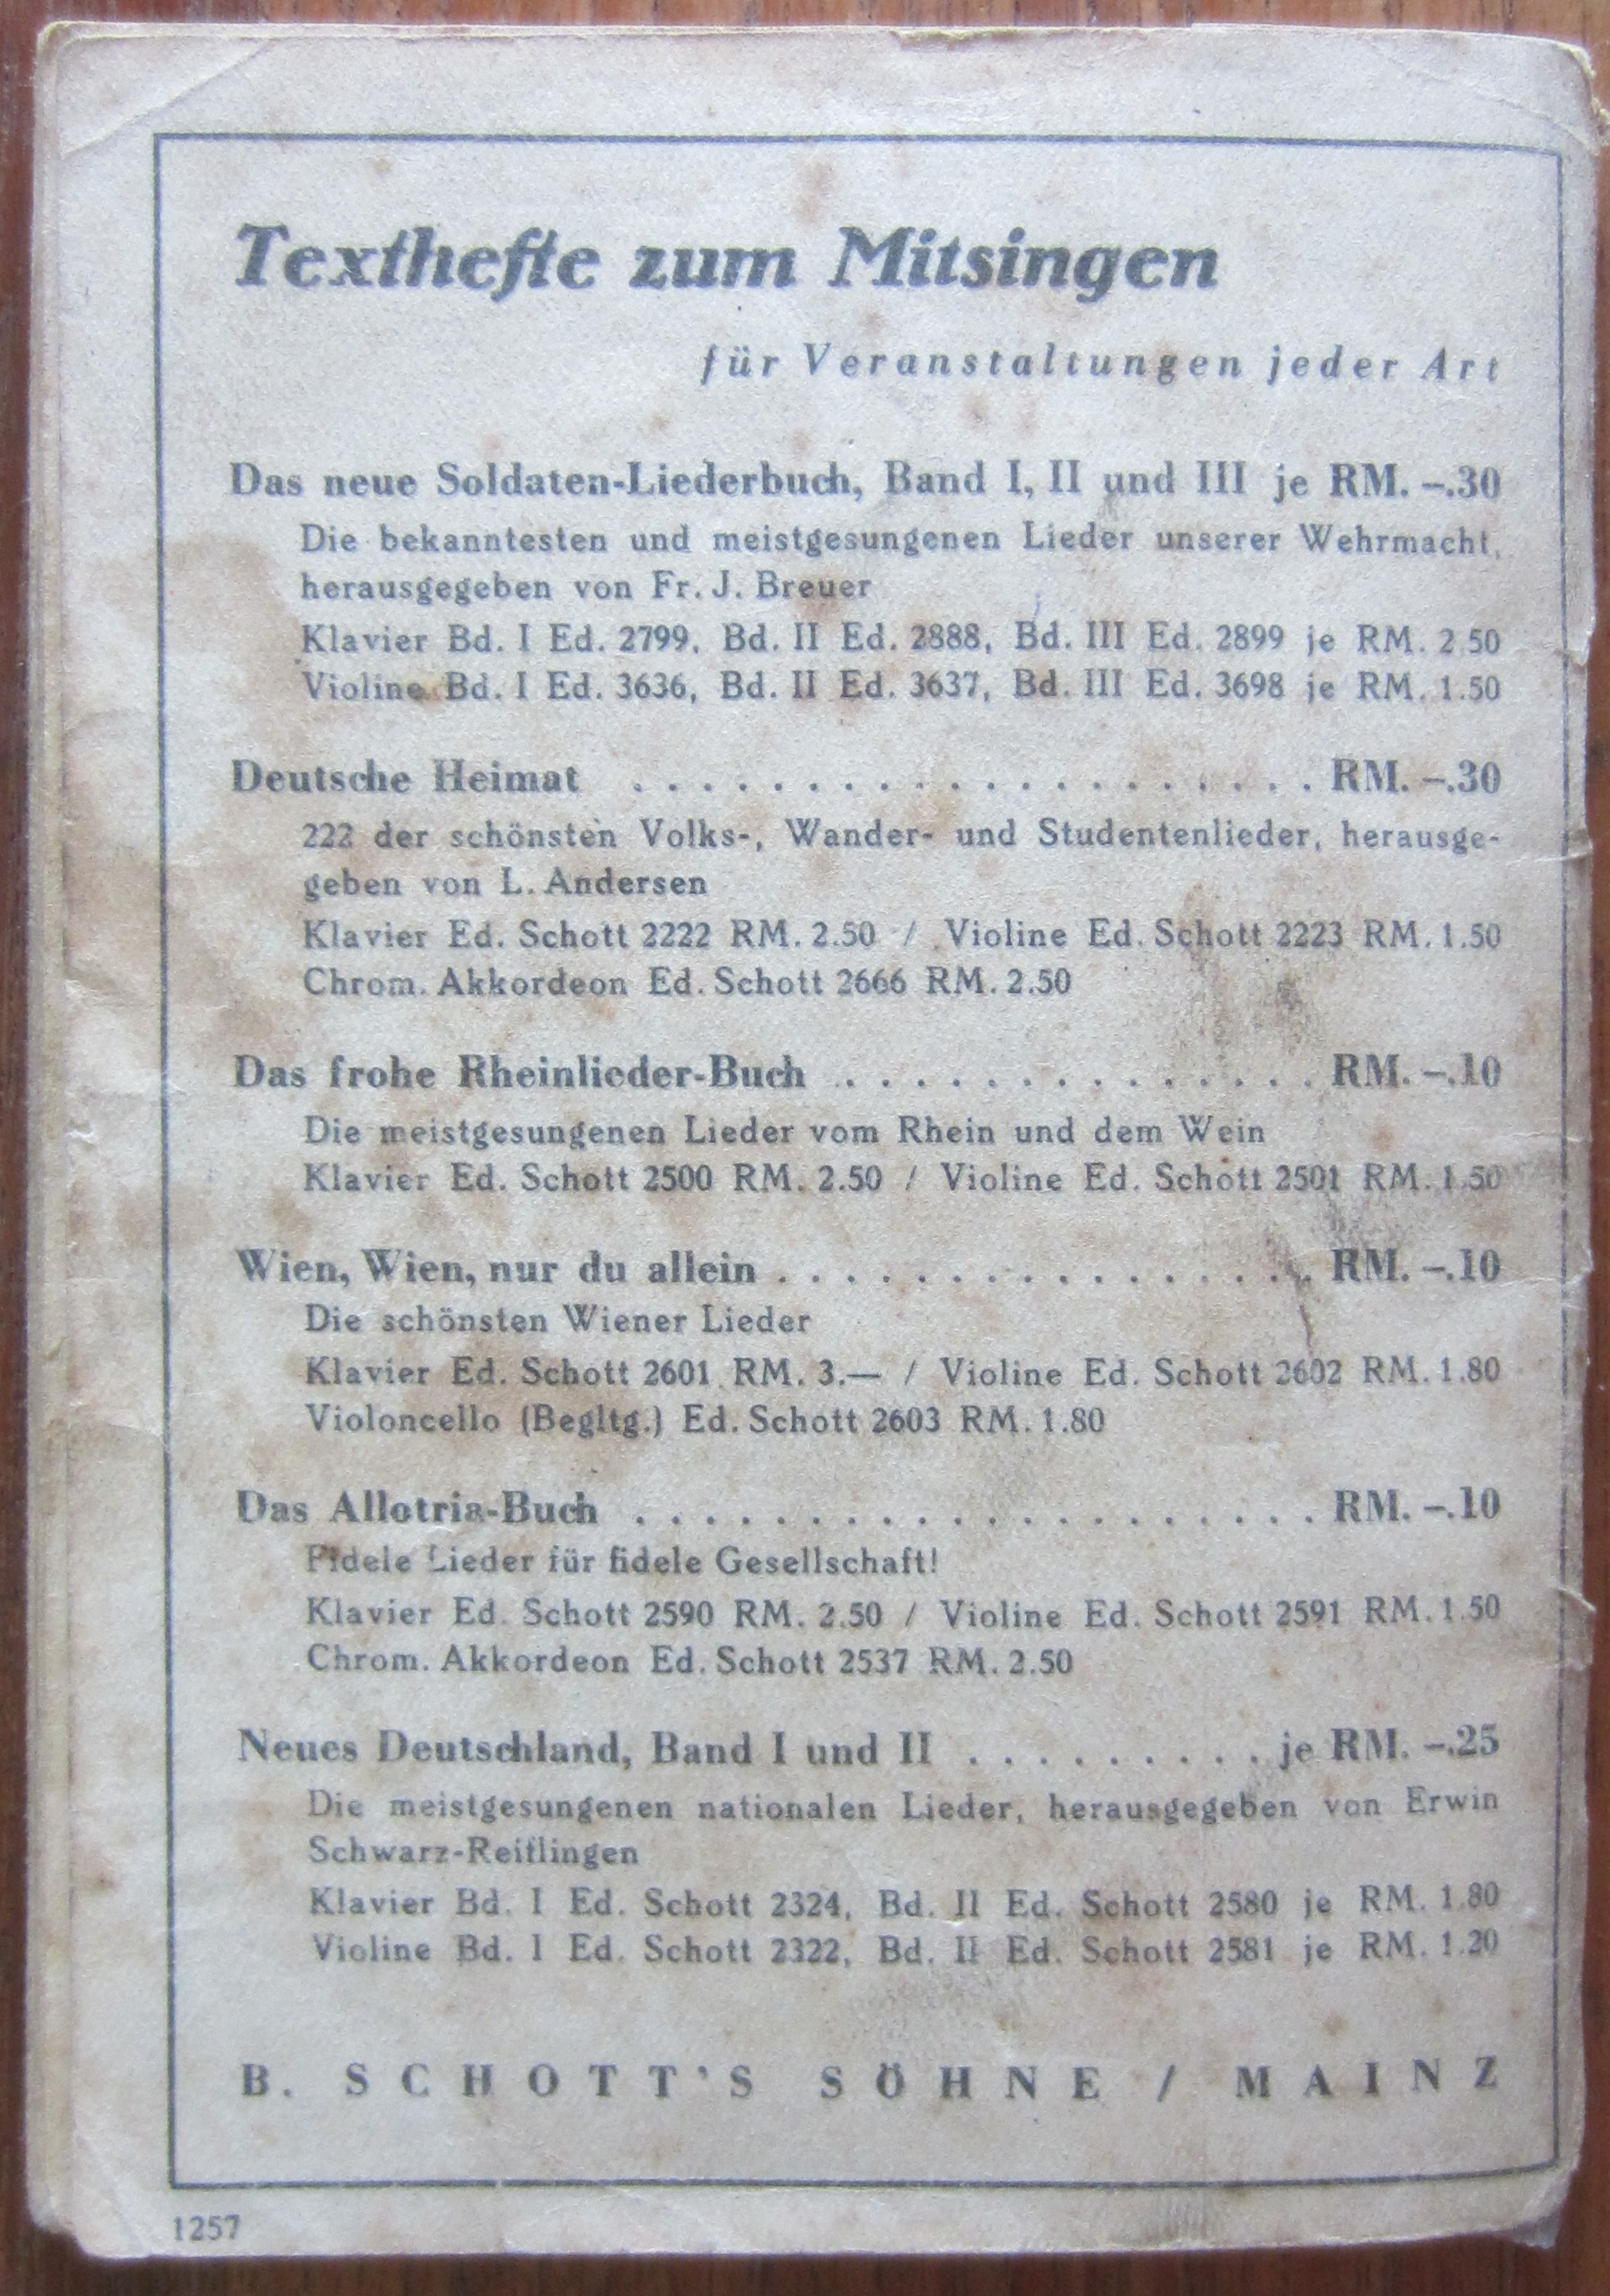 Texthefte zum Mitsingen
für Veranstaltungen jeder Art
Das neue Soldaten-Liederbuch, Band I, II und III je RM. –.30
Die bekanntesten und meistgesungenen Lieder unserer Wehrmacht,
herausgegeben von Fr. J. Breuer
Klavier Bd. I Ed. 2799, Bd. II Ed. 2888, Bd. III Ed. 2899 je RM. 2.50
Violine Bd. I Ed. 3636, Bd. II Ed. 3637, Bd. III Ed. 3698 je RM. 1.50
Deutsche Heimat . . . . . . . . . . . . . . . . . . . . RM. –.30
222 der schönsten Volks-, Wander- und Studentenlieder, herausge-
geben von L. Andersen
Klavier Ed. Schott 2222 RM. 2.50 / Violine Ed. Schott 2223 RM. 1.50
Chrom. Akkordeon Ed. Schott 2666 RM. 2.50
Das frohe Rheinlieder-Buch . . . . . . . . . . . . . . RM. –.10
Die meistgesungenen Lieder vom Rhein und dem Wein
Klavier Ed. Schott 2500 RM. 2.50 / Violine Ed. Schott 2501 RM. 1.50
Wien, Wien, nur du allein . . . . . . . . . . . . . . . . RM. –.10
Die schönsten Wiener Lieder
Klavier Ed. Schott 2601 RM. 3.— / Violine Ed. Schott 2602 RM. 1.80
Violoncello (Begltg.) Ed. Schott 2603 RM. 1.80
Das Allotria-Buch . . . . . . . . . . . . . . . . . . . . RM. –.10
Fidele Lieder für fidele Gesellschaft!
Klavier Ed. Schott 2590 RM. 2.50 / Violine Ed. Schott 2591 RM. 1.50
Chrom. Akkordeon Ed. Schott 2537 RM. 2.50
Neues Deutschland, Band I und II . . . . . . . . . je RM. –.25
Die meistgesungenen nationalen Lieder, herausgegeben von Erwin
Schwarz-Reiflingen
Klavier Bd. I Ed. Schott 2324, Bd. II Ed. Schott 2580 je RM. 1.80
Violine Bd. I Ed. Schott 2322, Bd. II Ed. Schott 2581 je RM. 1.20
B. SCHOTT'S SÖHNE / MAINZ
1257